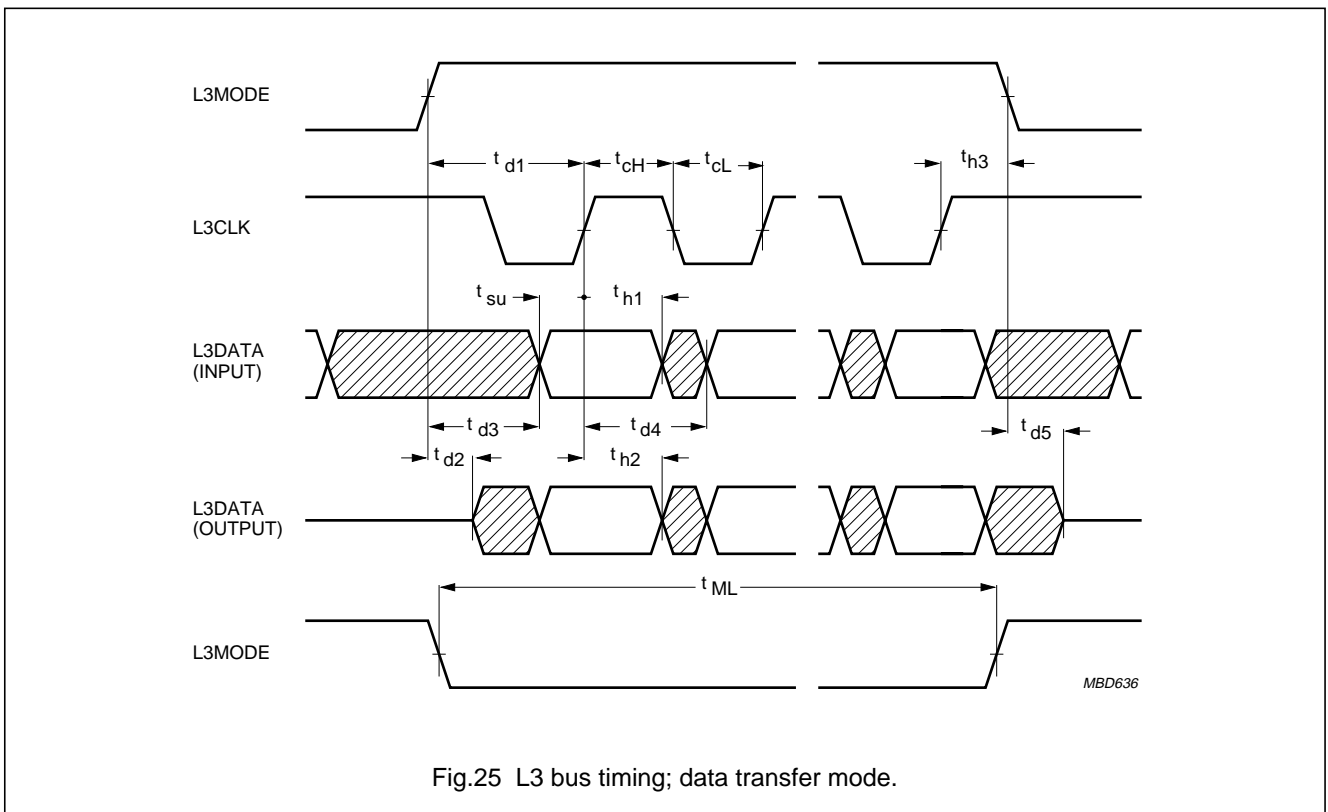 L3MODE
t d1
t cH
t cL
t h3
L3CLK
t su
t h1
L3DATA
(INPUT)
t d3
t d4
t d5
t d2
t h2
L3DATA
(OUTPUT)
t ML
L3MODE
MBD636
Fig.25 L3 bus timing; data transfer mode.